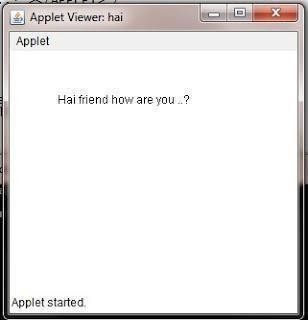 Applet Viewer: hai
Applet
Hai friend how are you ..?
Applet started.